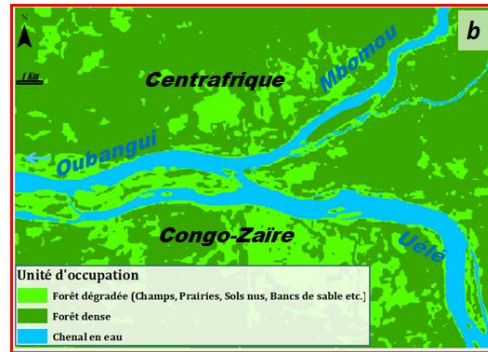 N
b
1 Km
Centrafrique
Mbomou
Oubangui
Congo-Zaïre
Uélé
Unité d'occupation
Forêt dégradée (Champs, Prairies, Sols nus, Bancs de sable etc.)
Forêt dense
Chenal en eau